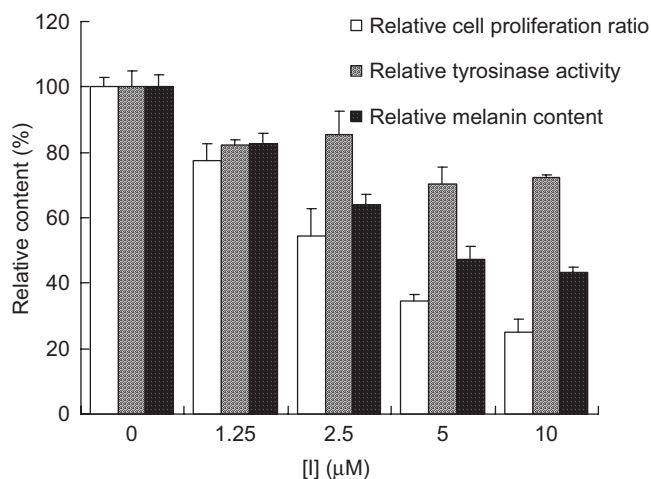 120
100
80
60
40
20
0
Relative content (%)
Relative cell proliferation ratio
Relative tyrosinase activity
Relative melanin content
0 1.25 2.5 5 10
[I] (μM)